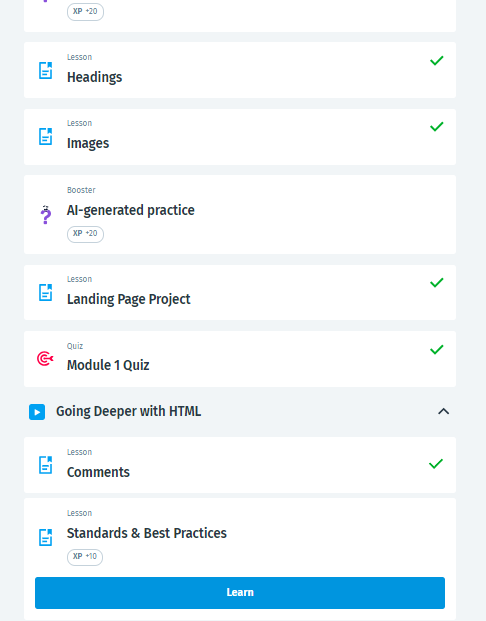 XP +20
Lesson
Headings
Lesson
Images
Booster
AI-generated practice
XP +20
Lesson
Landing Page Project
Quiz
Module 1 Quiz
Going Deeper with HTML
Lesson
Comments
Lesson
Standards & Best Practices
XP +10
Learn